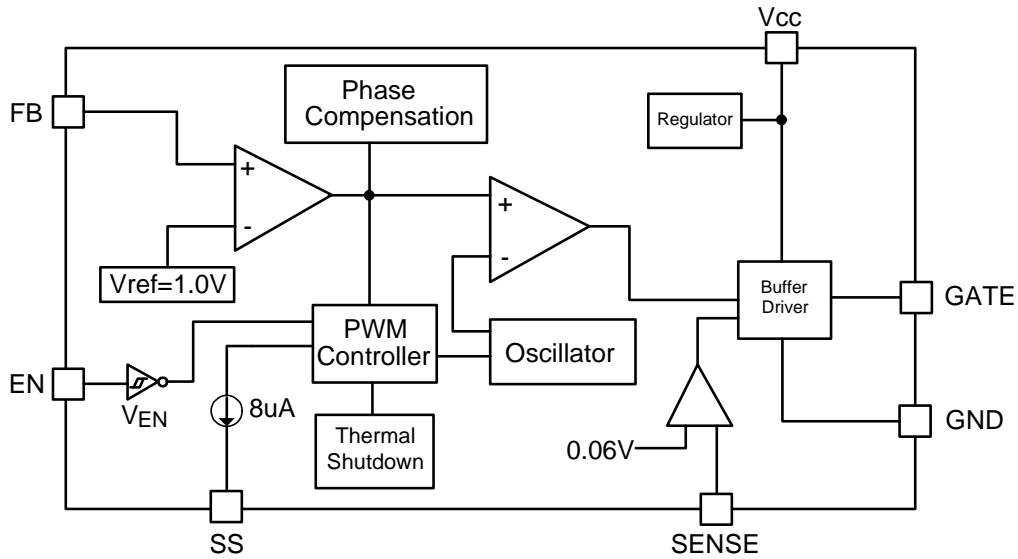 Vcc
FB
Phase
Compensation
Regulator
+
-
+
-
Vref=1.0V
Buffer
Driver
GATE
PWM
Controller
Oscillator
EN
VEN
8uA
Thermal
Shutdown
0.06V
GND
SS
SENSE